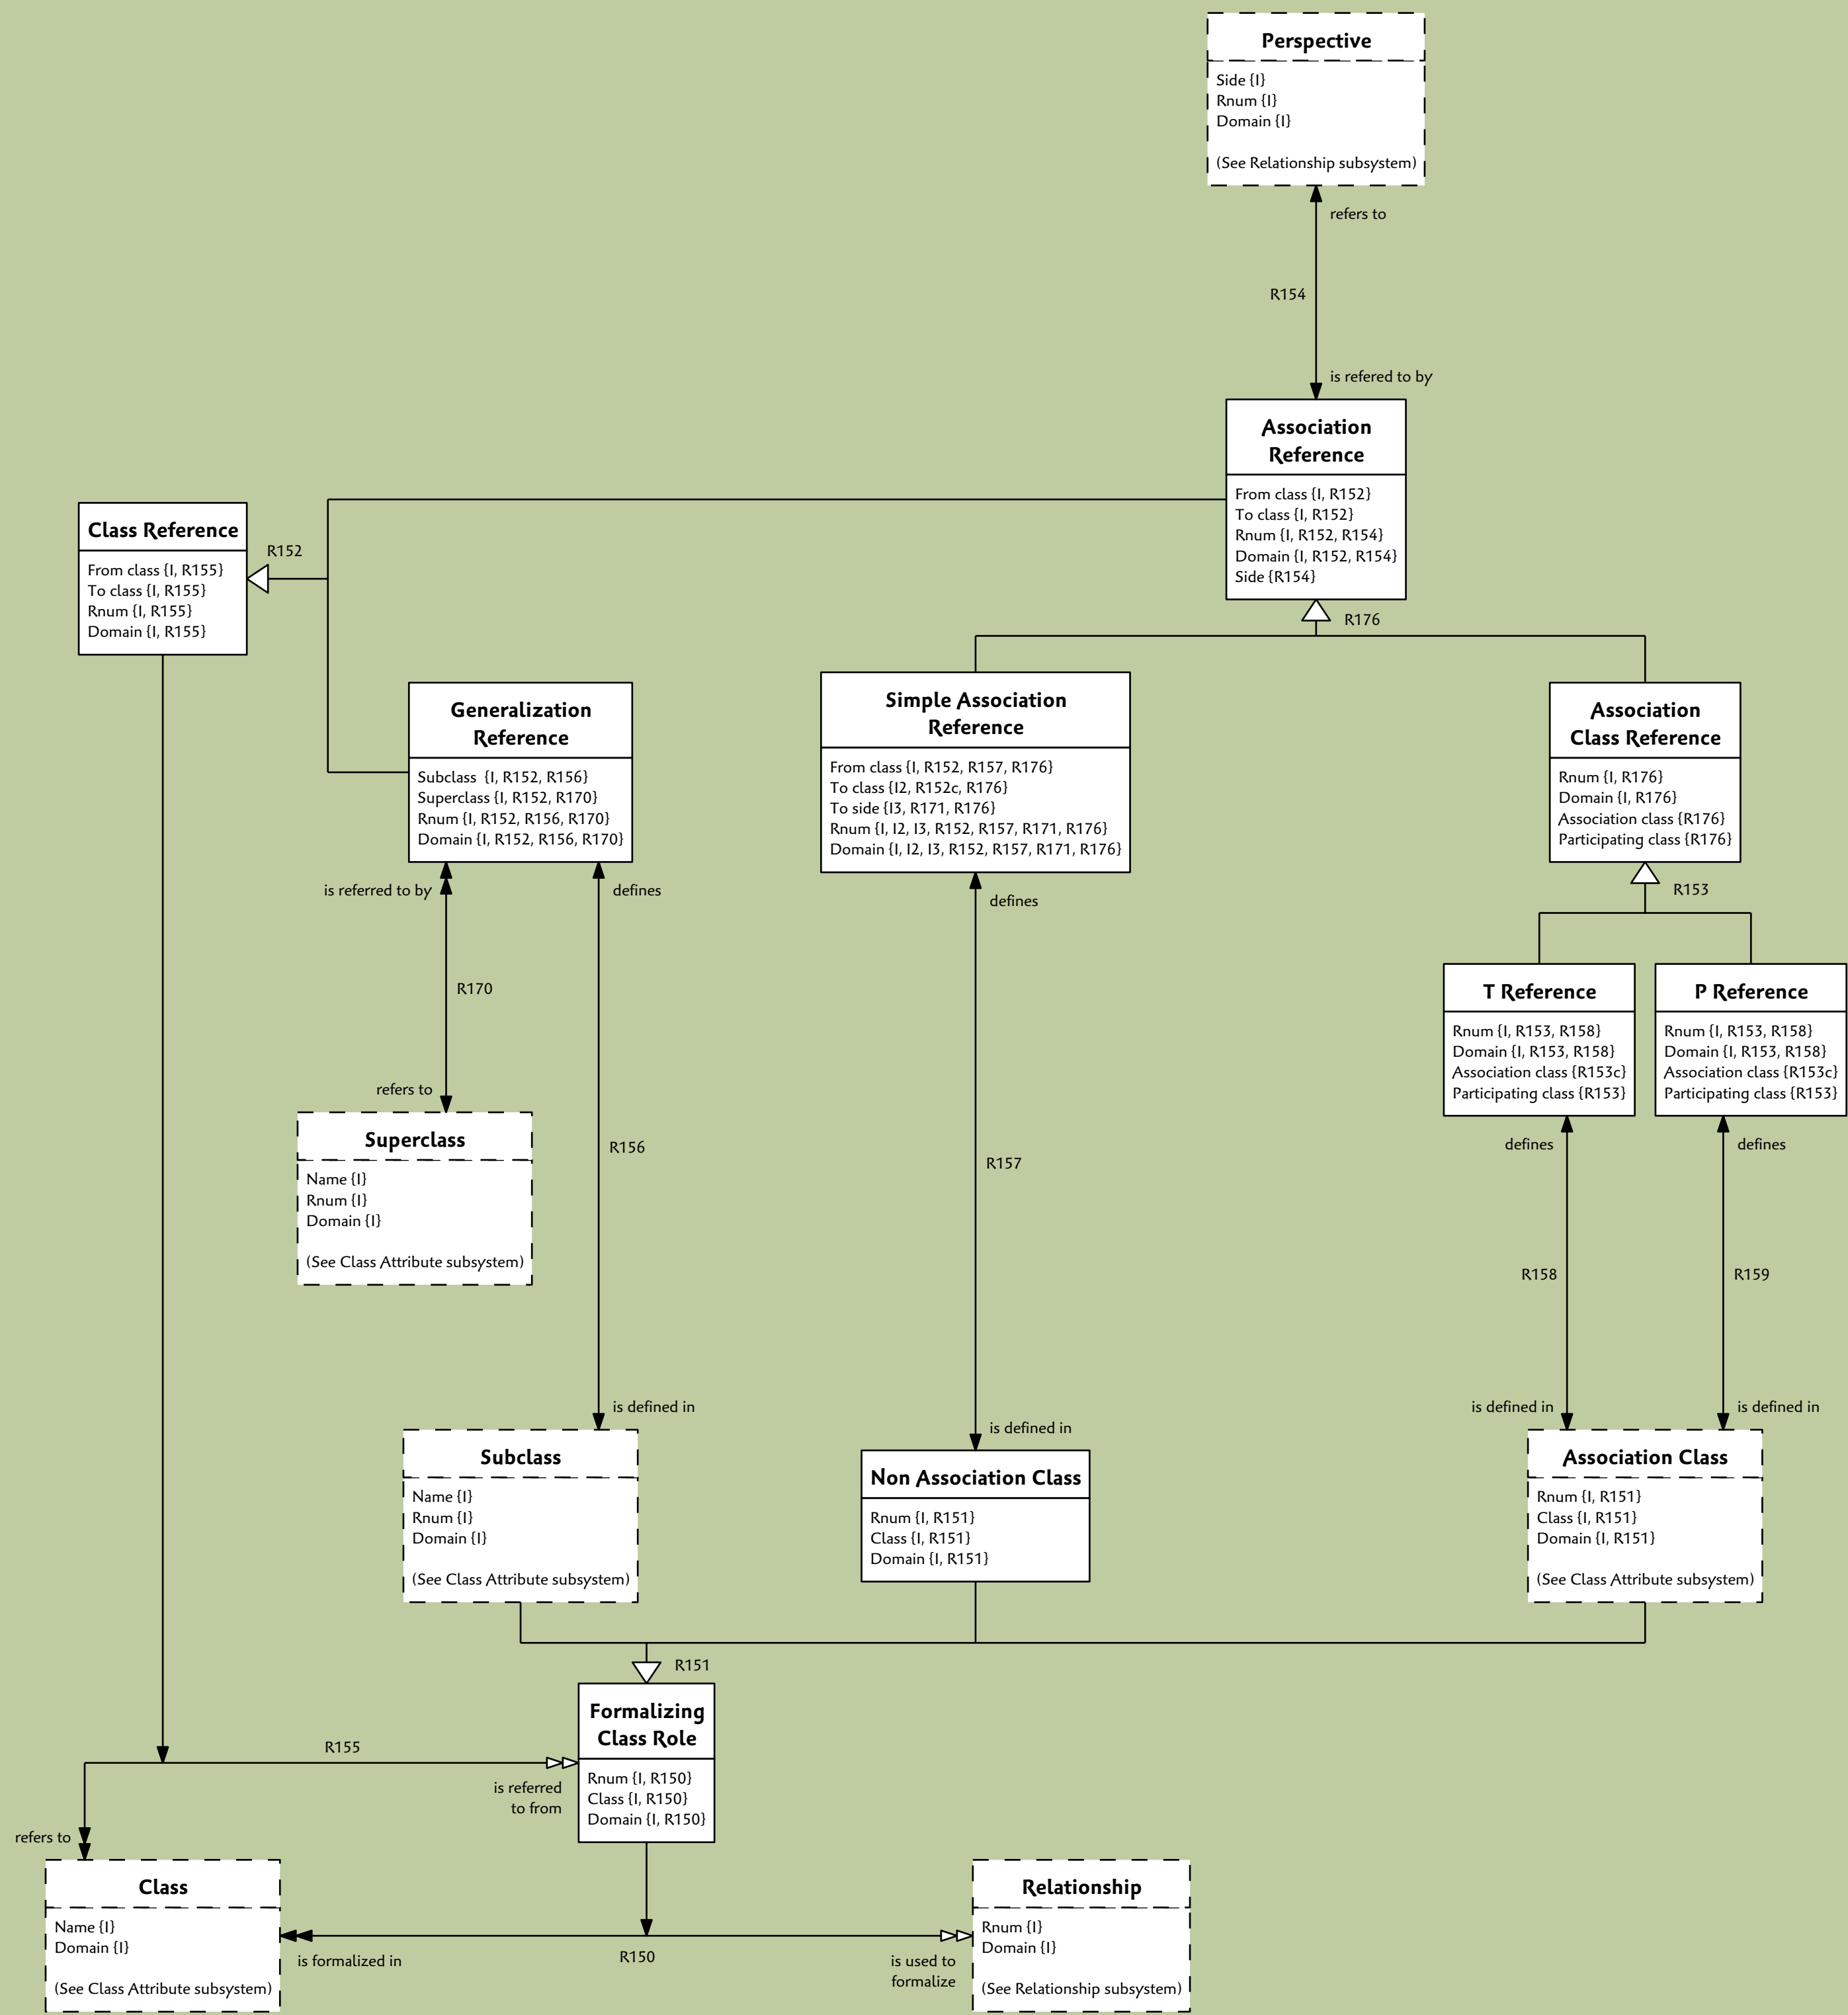 Perspective
Side {I}
Rnum {I}
Domain {I}
(See Relationship subsystem)
refers to
R154
is refered to by
Association
Reference
From class {I, R152}
To class {I, R152}
Rnum {I, R152, R154}
Domain {I, R152, R154}
Side {R154}
Class Reference
From class {I, R155}
To class {I, R155}
Rnum {I, R155}
Domain {I, R155}
R152
R176
Generalization
Reference
Subclass {I, R152, R156}
Superclass {I, R152, R170}
Rnum {I, R152, R156, R170}
Domain {I, R152, R156, R170}
Simple Association
Reference
From class {I, R152, R157, R176}
To class {I2, R152c, R176}
To side {I3, R171, R176}
Rnum {I, I2, I3, R152, R157, R171, R176}
Domain {I, I2, I3, R152, R157, R171, R176}
Association
Class Reference
Rnum {I, R176}
Domain {I, R176}
Association class {R176}
Participating class {R176}
is referred to by
defines
defines
R153
R170
refers to
T Reference
Rnum {I, R153, R158}
Domain {I, R153, R158}
Association class {R153c}
Participating class {R153}
P Reference
Rnum {I, R153, R158}
Domain {I, R153, R158}
Association class {R153c}
Participating class {R153}
Superclass
Name {I}
Rnum {I}
Domain {I}
(See Class Attribute subsystem)
R156
R157
defines
defines
R158
R159
is defined in
is defined in
is defined in
is defined in
Subclass
Name {I}
Rnum {I}
Domain {I}
(See Class Attribute subsystem)
Non Association Class
Rnum {I, R151}
Class {I, R151}
Domain {I, R151}
Association Class
Rnum {I, R151}
Class {I, R151}
Domain {I, R151}
(See Class Attribute subsystem)
R151
Formalizing
Class Role
Rnum {I, R150}
Class {I, R150}
Domain {I, R150}
R155
is referred
to from
refers to
Class
Name {I}
Domain {I}
(See Class Attribute subsystem)
is formalized in
R150
is used to
formalize
Relationship
Rnum {I}
Domain {I}
(See Relationship subsystem)